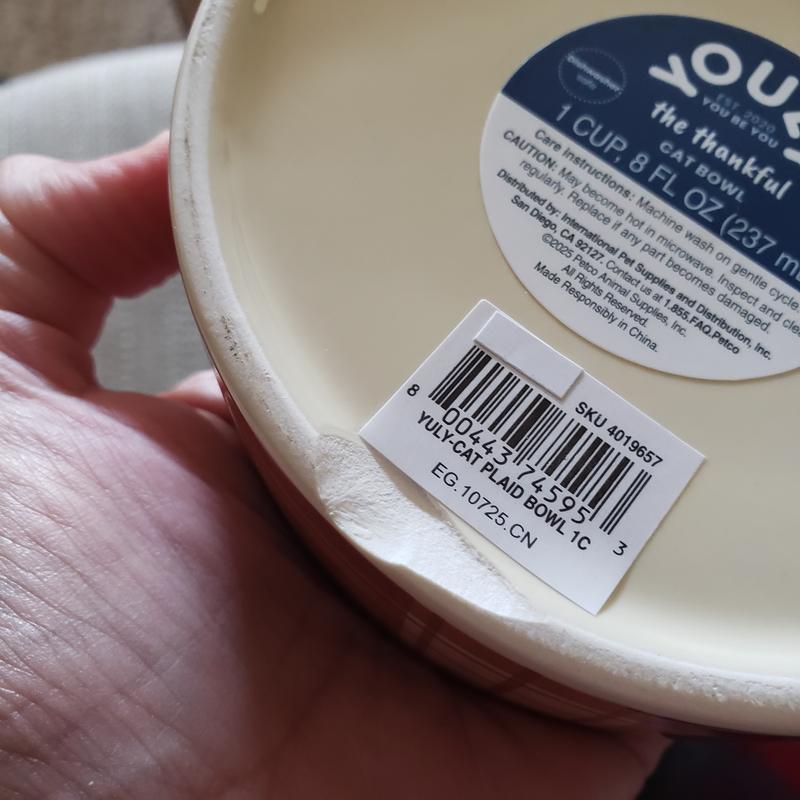 Dishwasher
safe
YOU
EST. 2020
YOU BE YOU
the thankful
CAT BOWL
1 CUP, 8 FL OZ (237 m
Care Instructions: Machine wash on gentle cycle
CAUTION: May become hot in microwave. Inspect and cle
regularly. Replace if any part becomes damaged.
Distributed by: International Pet Supplies and Distribution, Inc.
San Diego, CA 92127. Contact us at 1.855.FAQ.Petco
©2025 Petco Animal Supplies, Inc.
All Rights Reserved.
Made Responsibly in China.
SKU 4019657
8 00443 74595 3
YULY-CAT PLAID BOWL 1C
EG.10725.CN